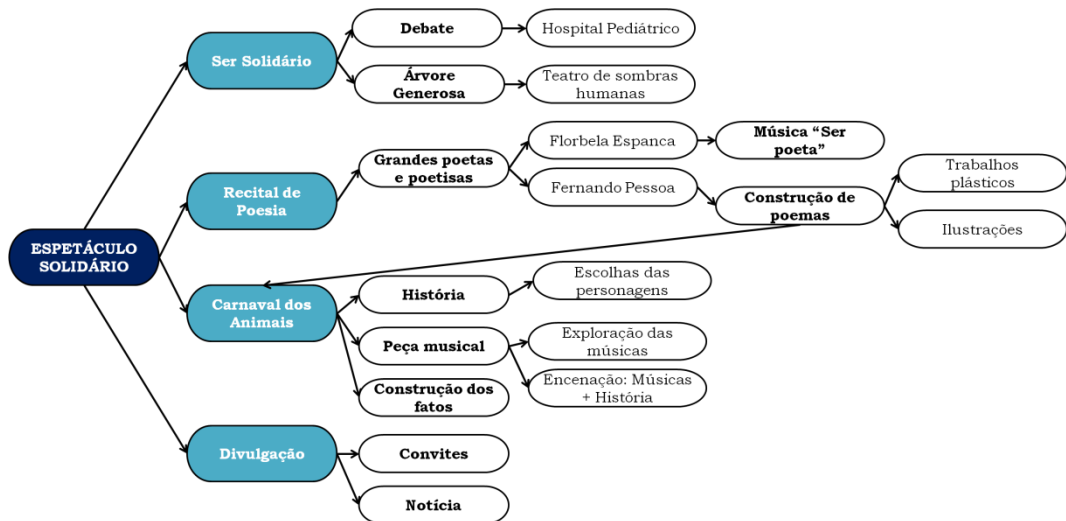 ESPETÁCULO
SOLIDÁRIO
Ser Solidário
Debate
Hospital Pediátrico
Árvore
Generosa
Teatro de sombras
humanas
Recital de
Poesia
Grandes poetas
e poetisas
Florbela Espanca
Música “Ser
poeta”
Fernando Pessoa
Construção de
poemas
Trabalhos
plásticos
Ilustrações
Carnaval dos
Animais
História
Escolhas das
personagens
Peça musical
Exploração das
músicas
Encenação: Músicas
+ História
Construção dos
fatos
Divulgação
Convites
Notícia